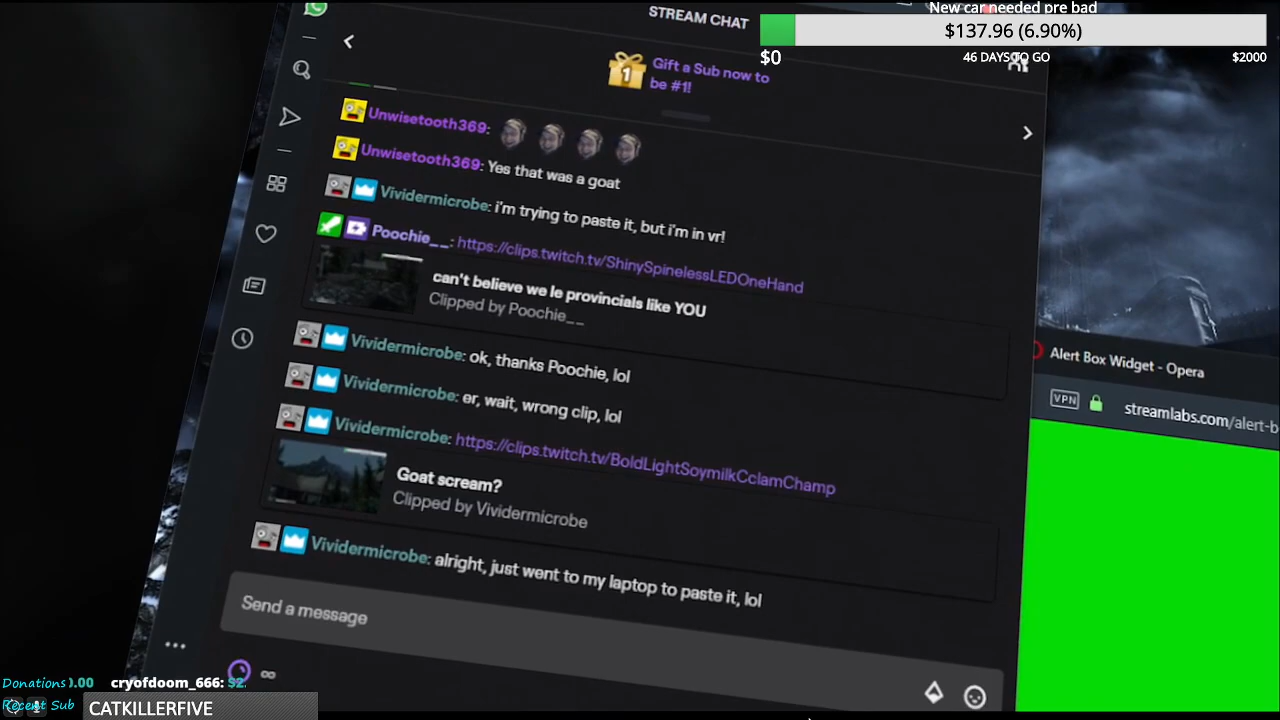 New car needed pre bad
$137.96 (6.90%)
$0
46 DAYS TO GO
$2000
STREAM CHAT
1
Gift a Sub now to
be #1!
Unwisetooth369:
Unwisetooth369: Yes that was a goat
Vividermicrobe: i'm trying to paste it, but i'm in vr!
Poochie__: https://clips.twitch.tv/ShinySpinelessLEDOneHand
can't believe we le provincials like YOU
Clipped by Poochie__
Vividermicrobe: ok, thanks Poochie, lol
Vividermicrobe: er, wait, wrong clip, lol
Vividermicrobe: https://clips.twitch.tv/BoldLightSoymilkCclamChamp
Goat scream?
Clipped by Vividermicrobe
Vividermicrobe: alright, just went to my laptop to paste it, lol
Send a message
∞
Alert Box Widget - Opera
VPN
streamlabs.com/alert-b
Donations ).00 cryofdoom_666: $2
Recent Sub
CATKILLERFIVE